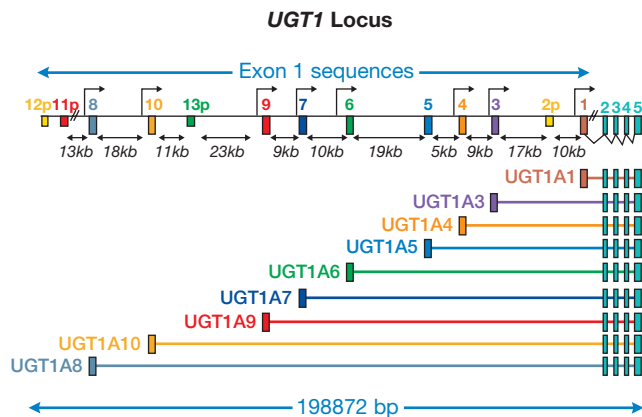 UGT1 Locus
Exon 1 sequences
12p 11p 8 10 13p 9 7 6 5 4 3 2p 1 2 3 4 5
13kb 18kb 11kb 23kb 9kb 10kb 19kb 5kb 9kb 17kb 10kb
UGT1A1
UGT1A3
UGT1A4
UGT1A5
UGT1A6
UGT1A7
UGT1A9
UGT1A10
UGT1A8
198872 bp